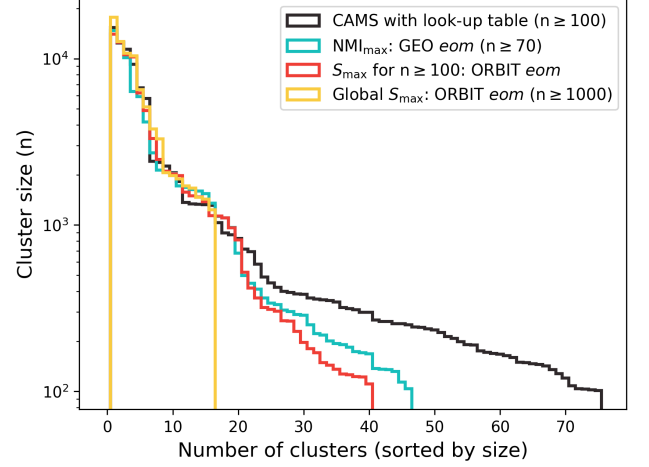 CAMS with look-up table (n ≥ 100)
NMImax: GEO eom (n ≥ 70)
Smax for n ≥ 100: ORBIT eom
Global Smax: ORBIT eom (n ≥ 1000)
Cluster size (n)
10⁴
10³
10²
0 10 20 30 40 50 60 70
Number of clusters (sorted by size)